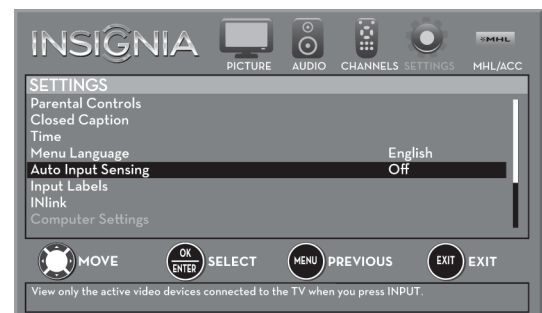 INSIGNIA
PICTURE AUDIO CHANNELS SETTINGS MHL MHL/ACC
SETTINGS
Parental Controls
Closed Caption
Time
Menu Language English
Auto Input Sensing Off
Input Labels
INlink
Computer Settings
MOVE OK ENTER SELECT MENU PREVIOUS EXIT EXIT
View only the active video devices connected to the TV when you press INPUT.